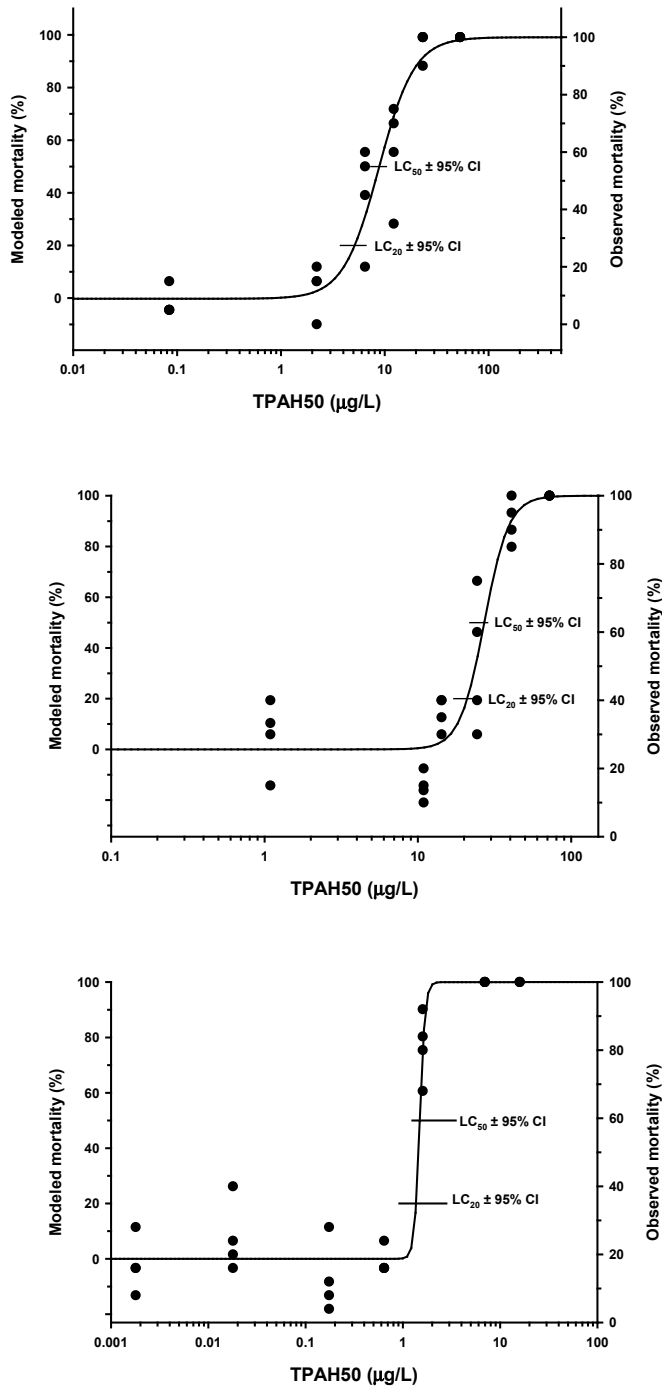 Modeled mortality (%)
100
80
60
40
20
0
LC50 ± 95% CI
LC20 ± 95% CI
100
80
60
40
20
0
Observed mortality (%)
0.01 0.1 1 10 100
TPAH50 (µg/L)
Modeled mortality (%)
100
80
60
40
20
0
LC50 ± 95% CI
LC20 ± 95% CI
100
80
60
40
20
0
Observed mortality (%)
0.1 1 10 100
TPAH50 (µg/L)
Modeled mortality (%)
100
80
60
40
20
0
LC50 ± 95% CI
LC20 ± 95% CI
100
80
60
40
20
0
Observed mortality (%)
0.001 0.01 0.1 1 10 100
TPAH50 (µg/L)